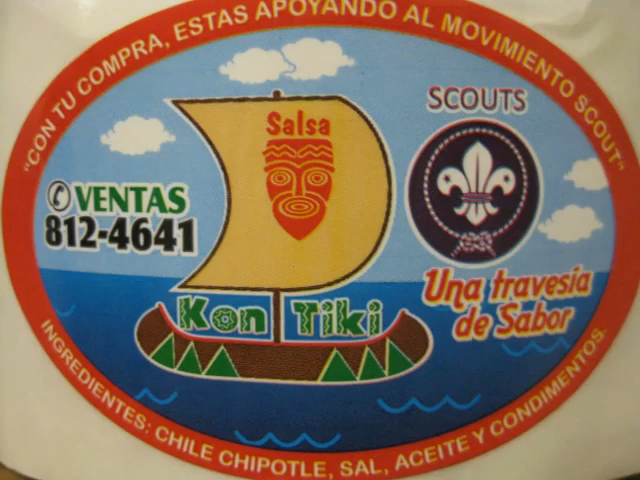 "CON TU COMPRA, ESTAS APOYANDO AL MOVIMIENTO SCOUT"
SCOUTS
Salsa
VENTAS
812-4641
Una travesía
de Sabor
Kon Tiki
INGREDIENTES: CHILE CHIPOTLE, SAL, ACEITE Y CONDIMENTOS.